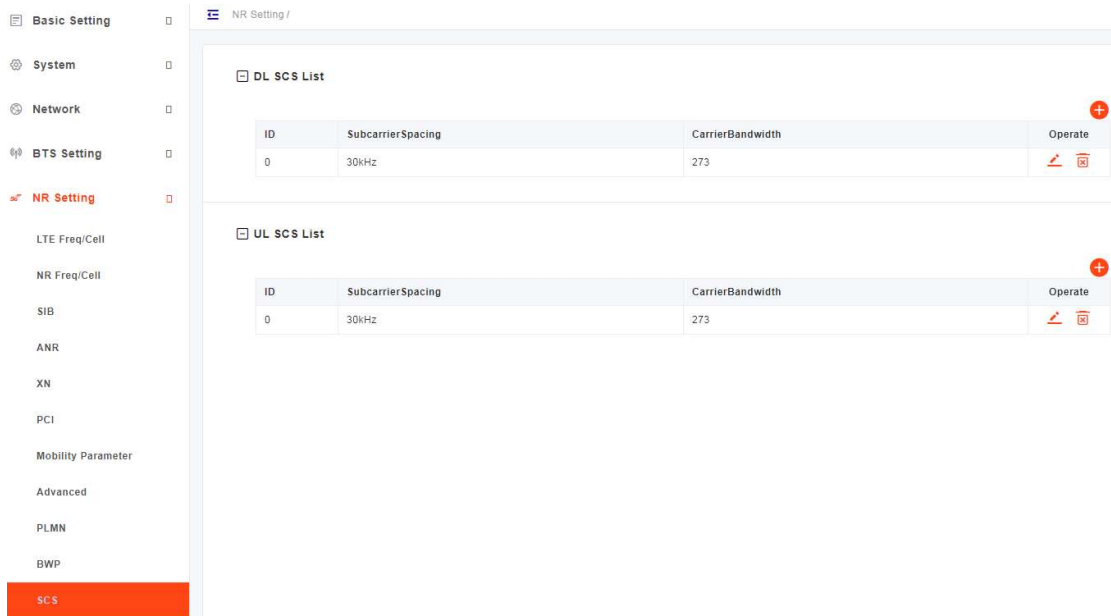 Basic Setting
System
Network
BTS Setting
NR Setting
LTE Freq/Cell
NR Freq/Cell
SIB
ANR
XN
PCI
Mobility Parameter
Advanced
PLMN
BWP
SCS
NR Setting /
DL SCS List
ID SubcarrierSpacing CarrierBandwidth Operate
0 30kHz 273
UL SCS List
ID SubcarrierSpacing CarrierBandwidth Operate
0 30kHz 273